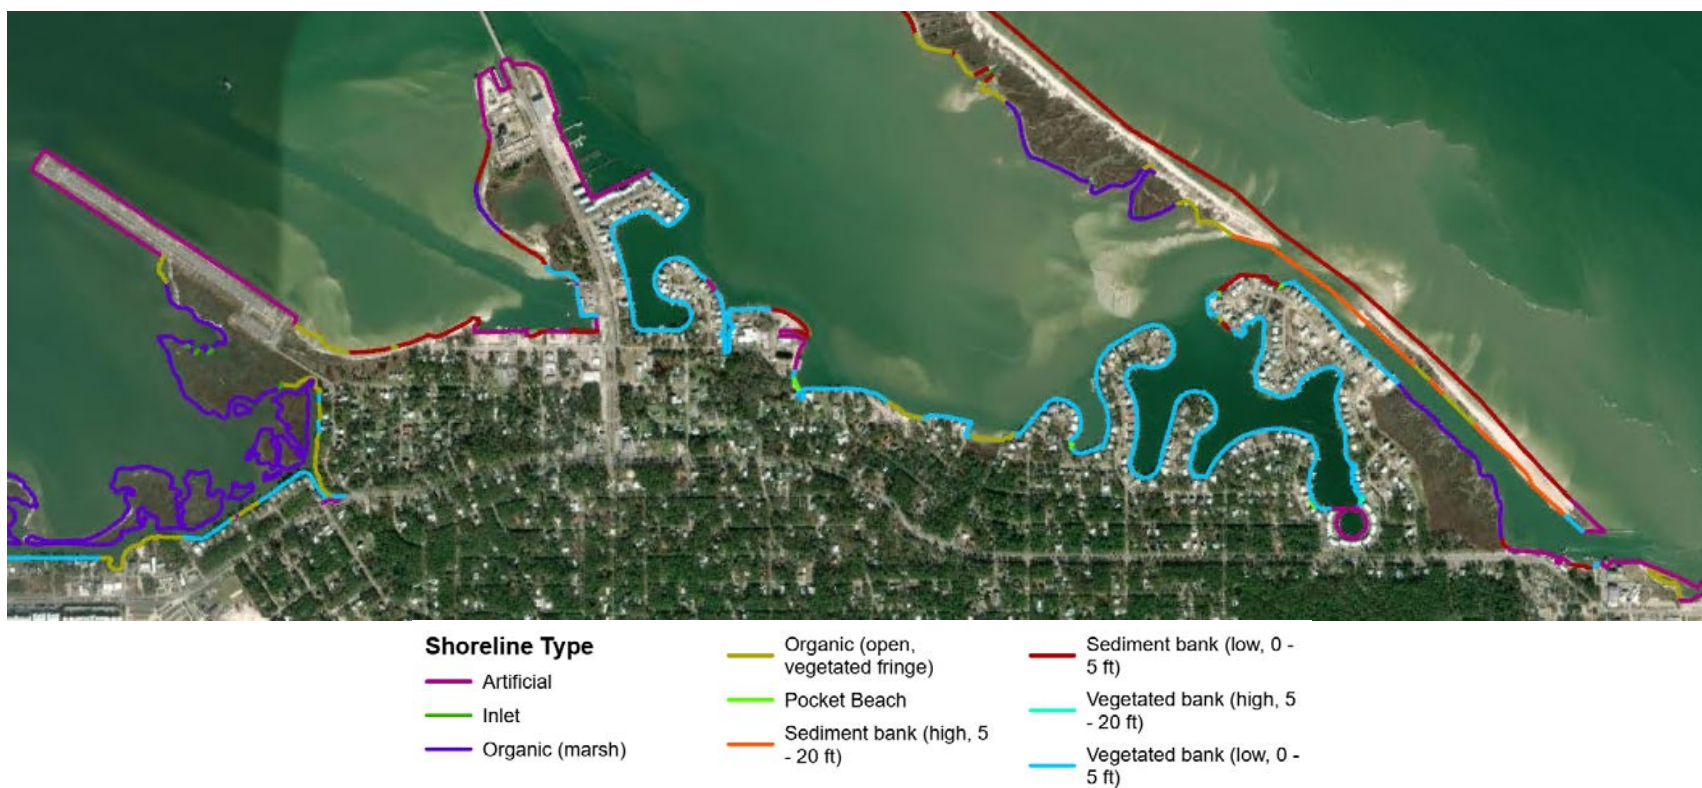 Shoreline Type
Artificial
Inlet
Organic (marsh)
Organic (open,
vegetated fringe)
Pocket Beach
Sediment bank (high, 5
- 20 ft)
Sediment bank (low, 0 -
5 ft)
Vegetated bank (high, 5
- 20 ft)
Vegetated bank (low, 0 -
5 ft)